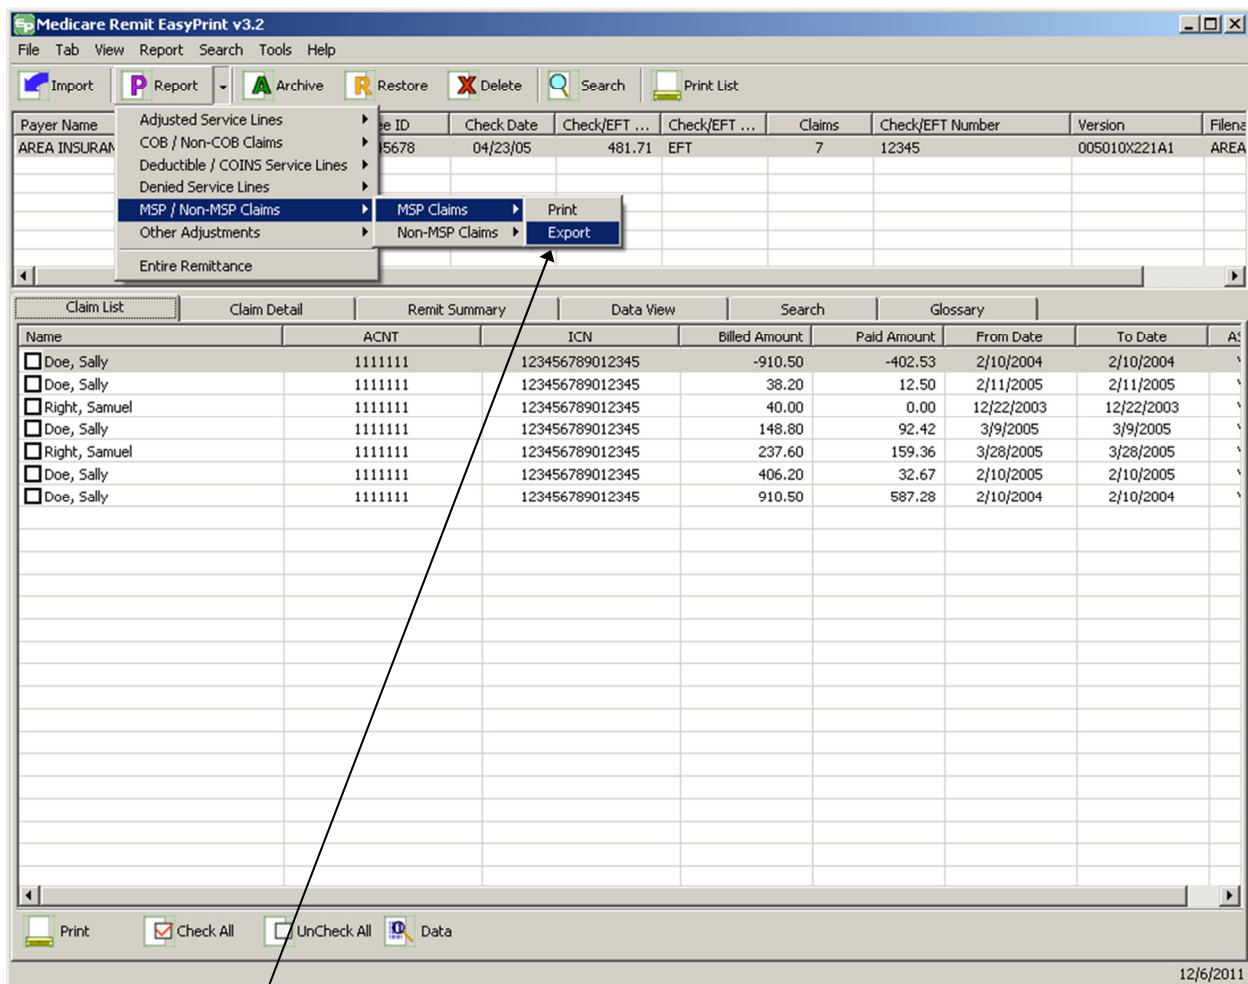 Medicare Remit EasyPrint v3.2
File Tab View Report Search Tools Help
Import Report Archive Restore Delete Search Print List
Payer Name ee ID Check Date Check/EFT ... Check/EFT ... Claims Check/EFT Number Version Filena
AREA INSURAN 45678 04/23/05 481.71 EFT 7 12345 005010X221A1 AREA
Adjusted Service Lines
COB / Non-COB Claims
Deductible / COINS Service Lines
Denied Service Lines
MSP / Non-MSP Claims MSP Claims Print
Other Adjustments Non-MSP Claims Export
Entire Remittance
Claim List Claim Detail Remit Summary Data View Search Glossary
Name ACNT ICN Billed Amount Paid Amount From Date To Date AS
Doe, Sally 1111111 123456789012345 -910.50 -402.53 2/10/2004 2/10/2004
Doe, Sally 1111111 123456789012345 38.20 12.50 2/11/2005 2/11/2005
Right, Samuel 1111111 123456789012345 40.00 0.00 12/22/2003 12/22/2003
Doe, Sally 1111111 123456789012345 148.80 92.42 3/9/2005 3/9/2005
Right, Samuel 1111111 123456789012345 237.60 159.36 3/28/2005 3/28/2005
Doe, Sally 1111111 123456789012345 406.20 32.67 2/10/2005 2/10/2005
Doe, Sally 1111111 123456789012345 910.50 587.28 2/10/2004 2/10/2004
Print Check All UnCheck All Data
12/6/2011